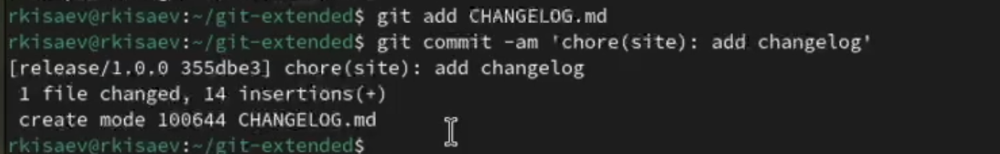 rkisaev@rkisaev:~/git-extended$ git add CHANGELOG.md
rkisaev@rkisaev:~/git-extended$ git commit -am 'chore(site): add changelog'
[release/1.0.0 355dbe3] chore(site): add changelog
1 file changed, 14 insertions(+)
create mode 100644 CHANGELOG.md
rkisaev@rkisaev:~/git-extended$